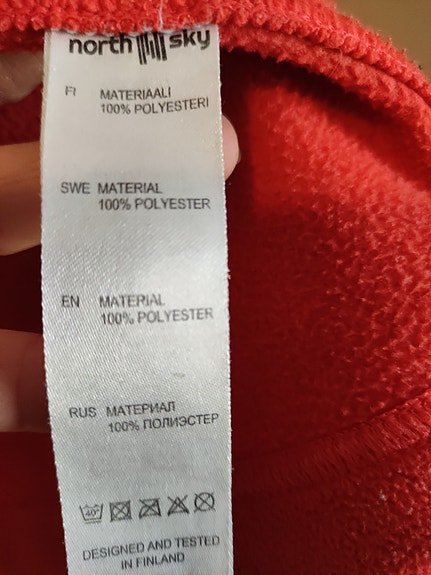 north sky
FI MATERIAALI
100% POLYESTERI
SWE MATERIAL
100% POLYESTER
EN MATERIAL
100% POLYESTER
RUS МАТЕРИАЛ
100% ПОЛИЭСТЕР
40°
DESIGNED AND TESTED
IN FINLAND